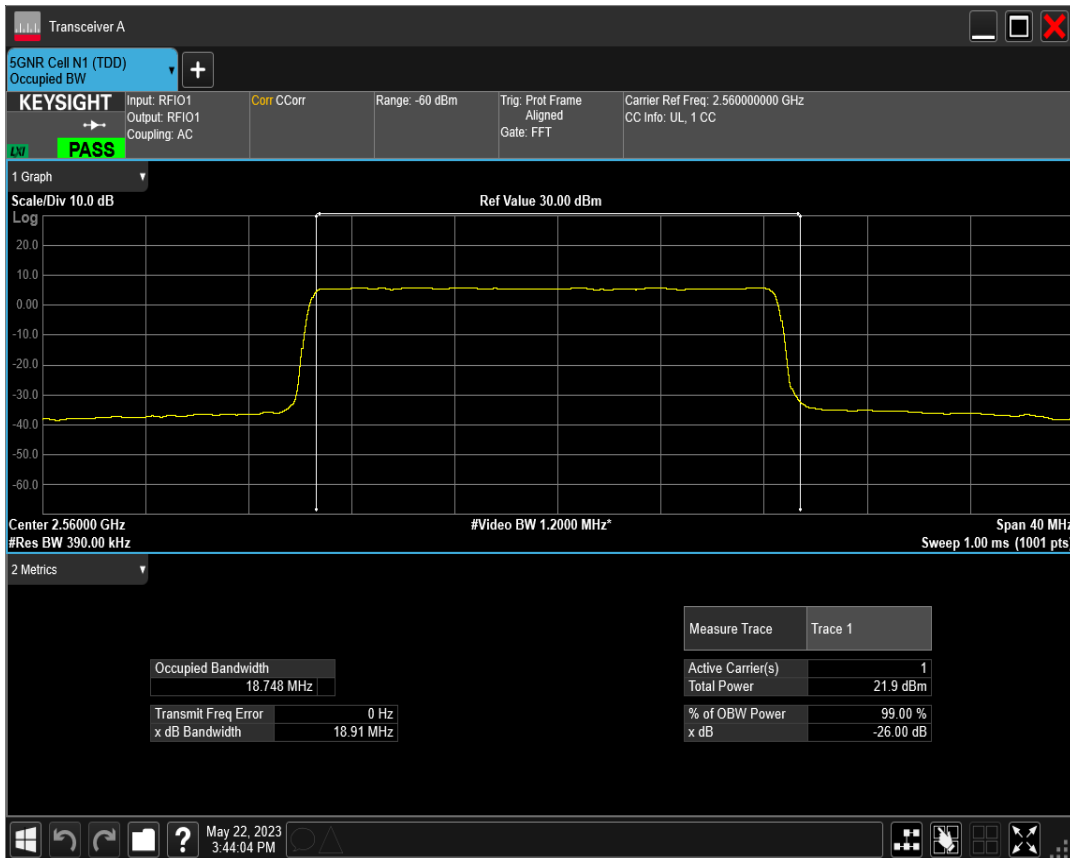 Transceiver A
5GNR Cell N1 (TDD)
Occupied BW
+
KEYSIGHT
LXI
PASS
Input: RFIO1
Output: RFIO1
Coupling: AC
Corr CCorr
Range: -60 dBm
Trig: Prot Frame
Aligned
Gate: FFT
Carrier Ref Freq: 2.560000000 GHz
CC Info: UL, 1 CC
1 Graph
Scale/Div 10.0 dB
Ref Value 30.00 dBm
Log
20.0
10.0
0.00
-10.0
-20.0
-30.0
-40.0
-50.0
-60.0
Center 2.56000 GHz
#Video BW 1.2000 MHz*
Span 40 MHz
#Res BW 390.00 kHz
Sweep 1.00 ms (1001 pts)
2 Metrics
Measure Trace Trace 1
Occupied Bandwidth
18.748 MHz
Active Carrier(s) 1
Total Power 21.9 dBm
Transmit Freq Error 0 Hz
x dB Bandwidth 18.91 MHz
% of OBW Power 99.00 %
x dB -26.00 dB
?
May 22, 2023
3:44:04 PM